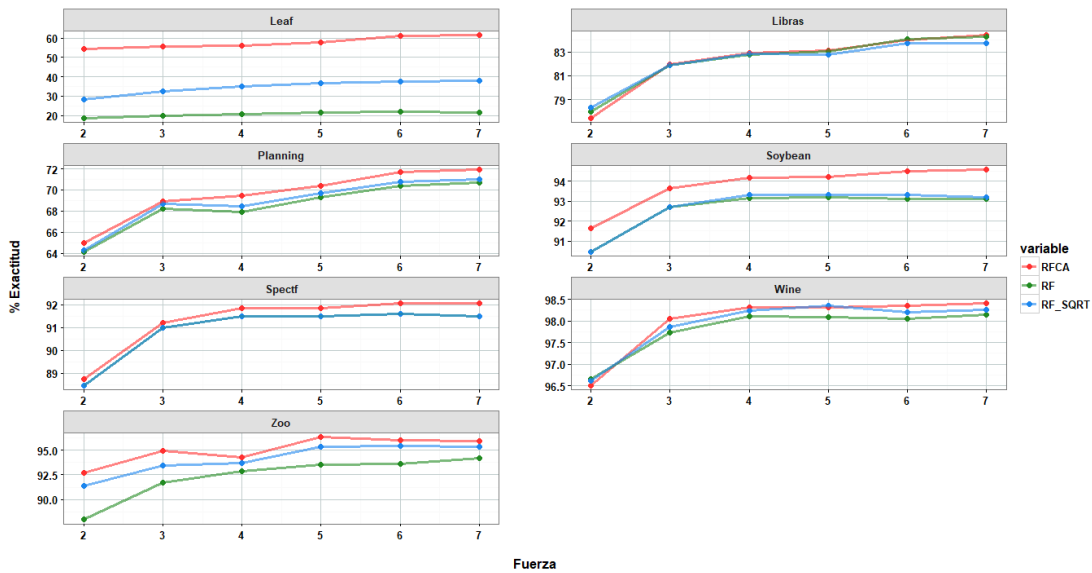 Leaf
60
50
40
30
20
2 3 4 5 6 7
Libras
83
81
79
2 3 4 5 6 7
Planning
72
70
68
66
64
2 3 4 5 6 7
Soybean
94
93
92
91
2 3 4 5 6 7
Spectf
92
91
90
89
2 3 4 5 6 7
Wine
98.5
98.0
97.5
97.0
96.5
2 3 4 5 6 7
Zoo
95.0
92.5
90.0
2 3 4 5 6 7
% Exactitud
Fuerza
variable
RFCA
RF
RF_SQRT